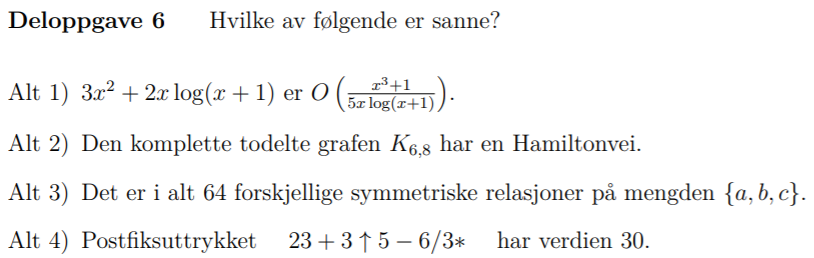 Deloppgave 6 Hvilke av følgende er sanne?
Alt 1) $3x^2 + 2x \log(x + 1)$ er $O\left(\frac{x^3+1}{5x \log(x+1)}\right)$.
Alt 2) Den komplette todelte grafen $K_{6,8}$ har en Hamiltonvei.
Alt 3) Det er i alt 64 forskjellige symmetriske relasjoner på mengden $\{a, b, c\}$.
Alt 4) Postfiksuttrykket $23 + 3 \uparrow 5 - 6/3*$ har verdien 30.